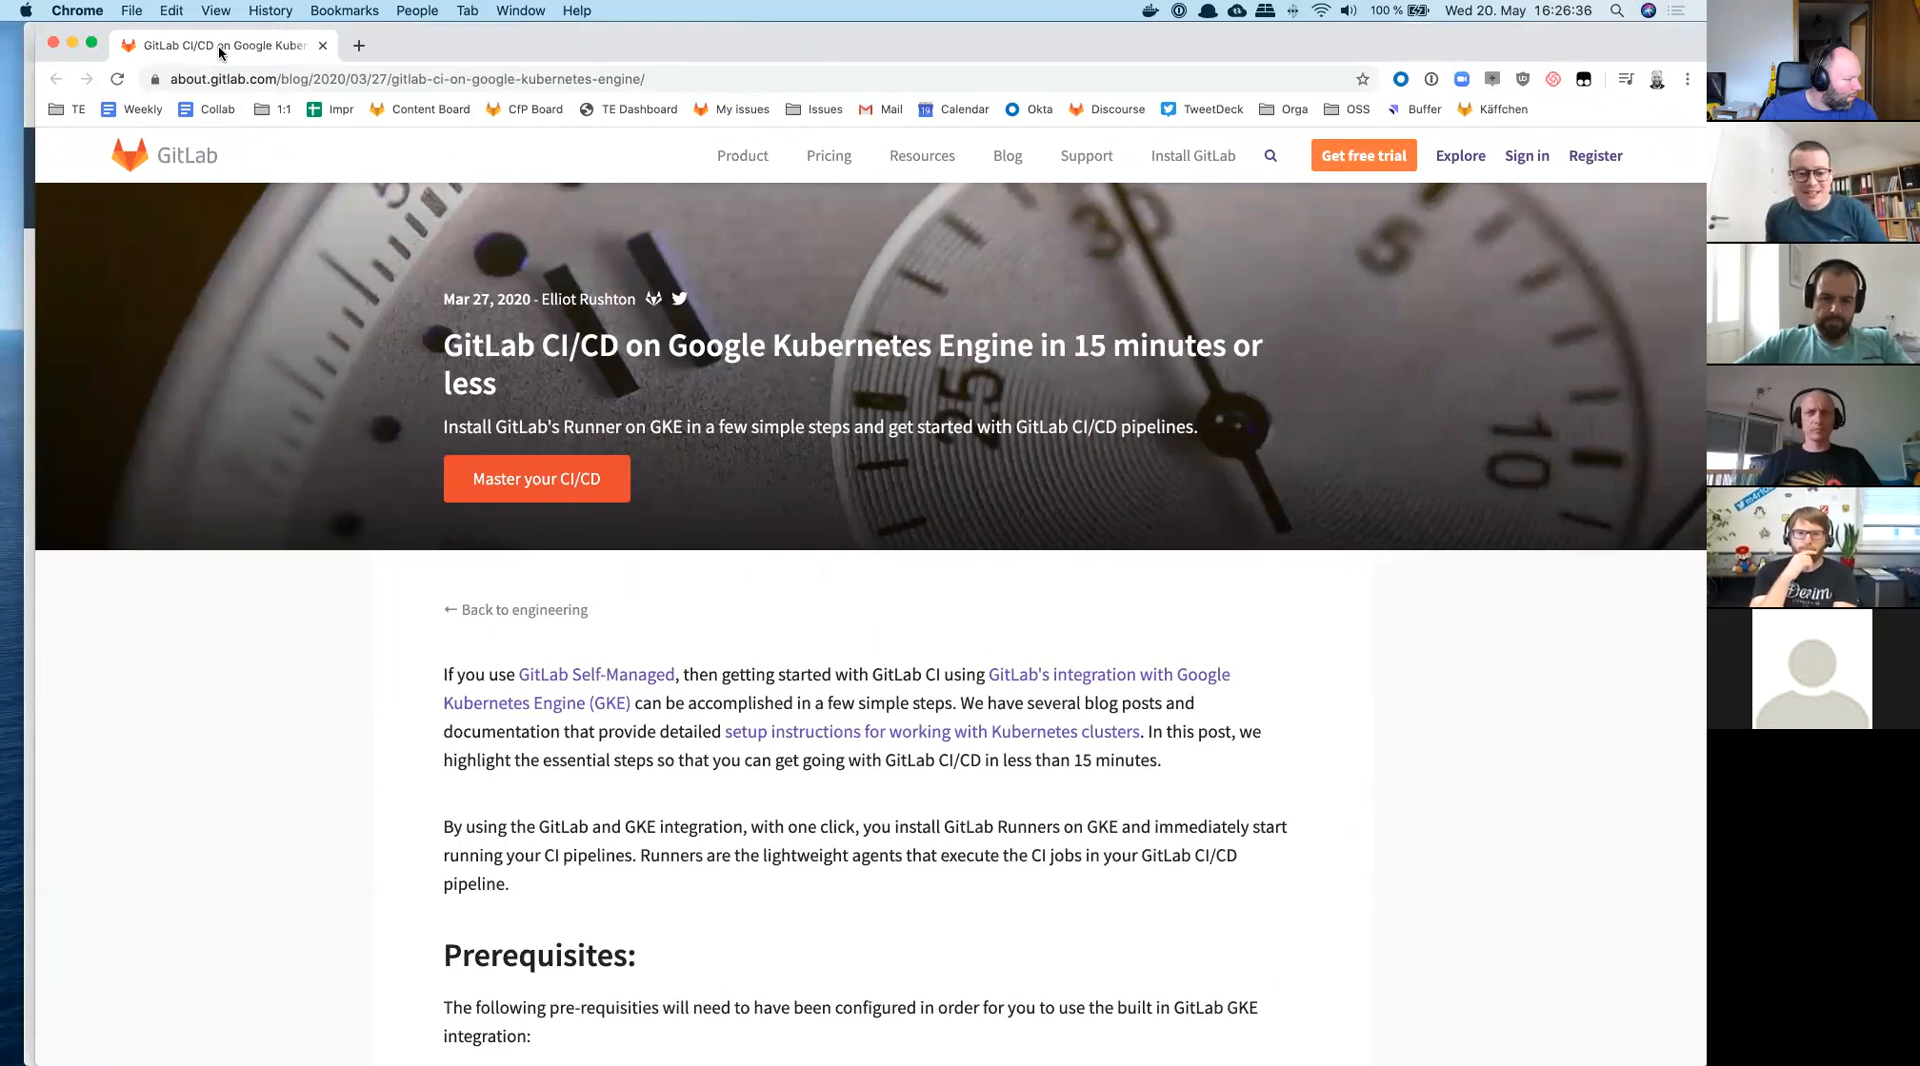 Chrome File Edit View History Bookmarks People Tab Window Help 100 % Wed 20. May 16:26:36
GitLab CI/CD on Google Kuber
about.gitlab.com/blog/2020/03/27/gitlab-ci-on-google-kubernetes-engine/
TE Weekly Collab 1:1 Impr Content Board CfP Board TE Dashboard My issues Issues Mail 19 Calendar Okta Discourse TweetDeck Orga OSS Buffer Käffchen
GitLab Product Pricing Resources Blog Support Install GitLab Get free trial Explore Sign in Register
30 5 25 10
Mar 27, 2020 - Elliot Rushton
GitLab CI/CD on Google Kubernetes Engine in 15 minutes or
less
Install GitLab's Runner on GKE in a few simple steps and get started with GitLab CI/CD pipelines.
Master your CI/CD
← Back to engineering
If you use GitLab Self-Managed, then getting started with GitLab CI using GitLab's integration with Google
Kubernetes Engine (GKE) can be accomplished in a few simple steps. We have several blog posts and
documentation that provide detailed setup instructions for working with Kubernetes clusters. In this post, we
highlight the essential steps so that you can get going with GitLab CI/CD in less than 15 minutes.
By using the GitLab and GKE integration, with one click, you install GitLab Runners on GKE and immediately start
running your CI pipelines. Runners are the lightweight agents that execute the CI jobs in your GitLab CI/CD
pipeline.
Prerequisites:
The following pre-requisities will need to have been configured in order for you to use the built in GitLab GKE
integration: